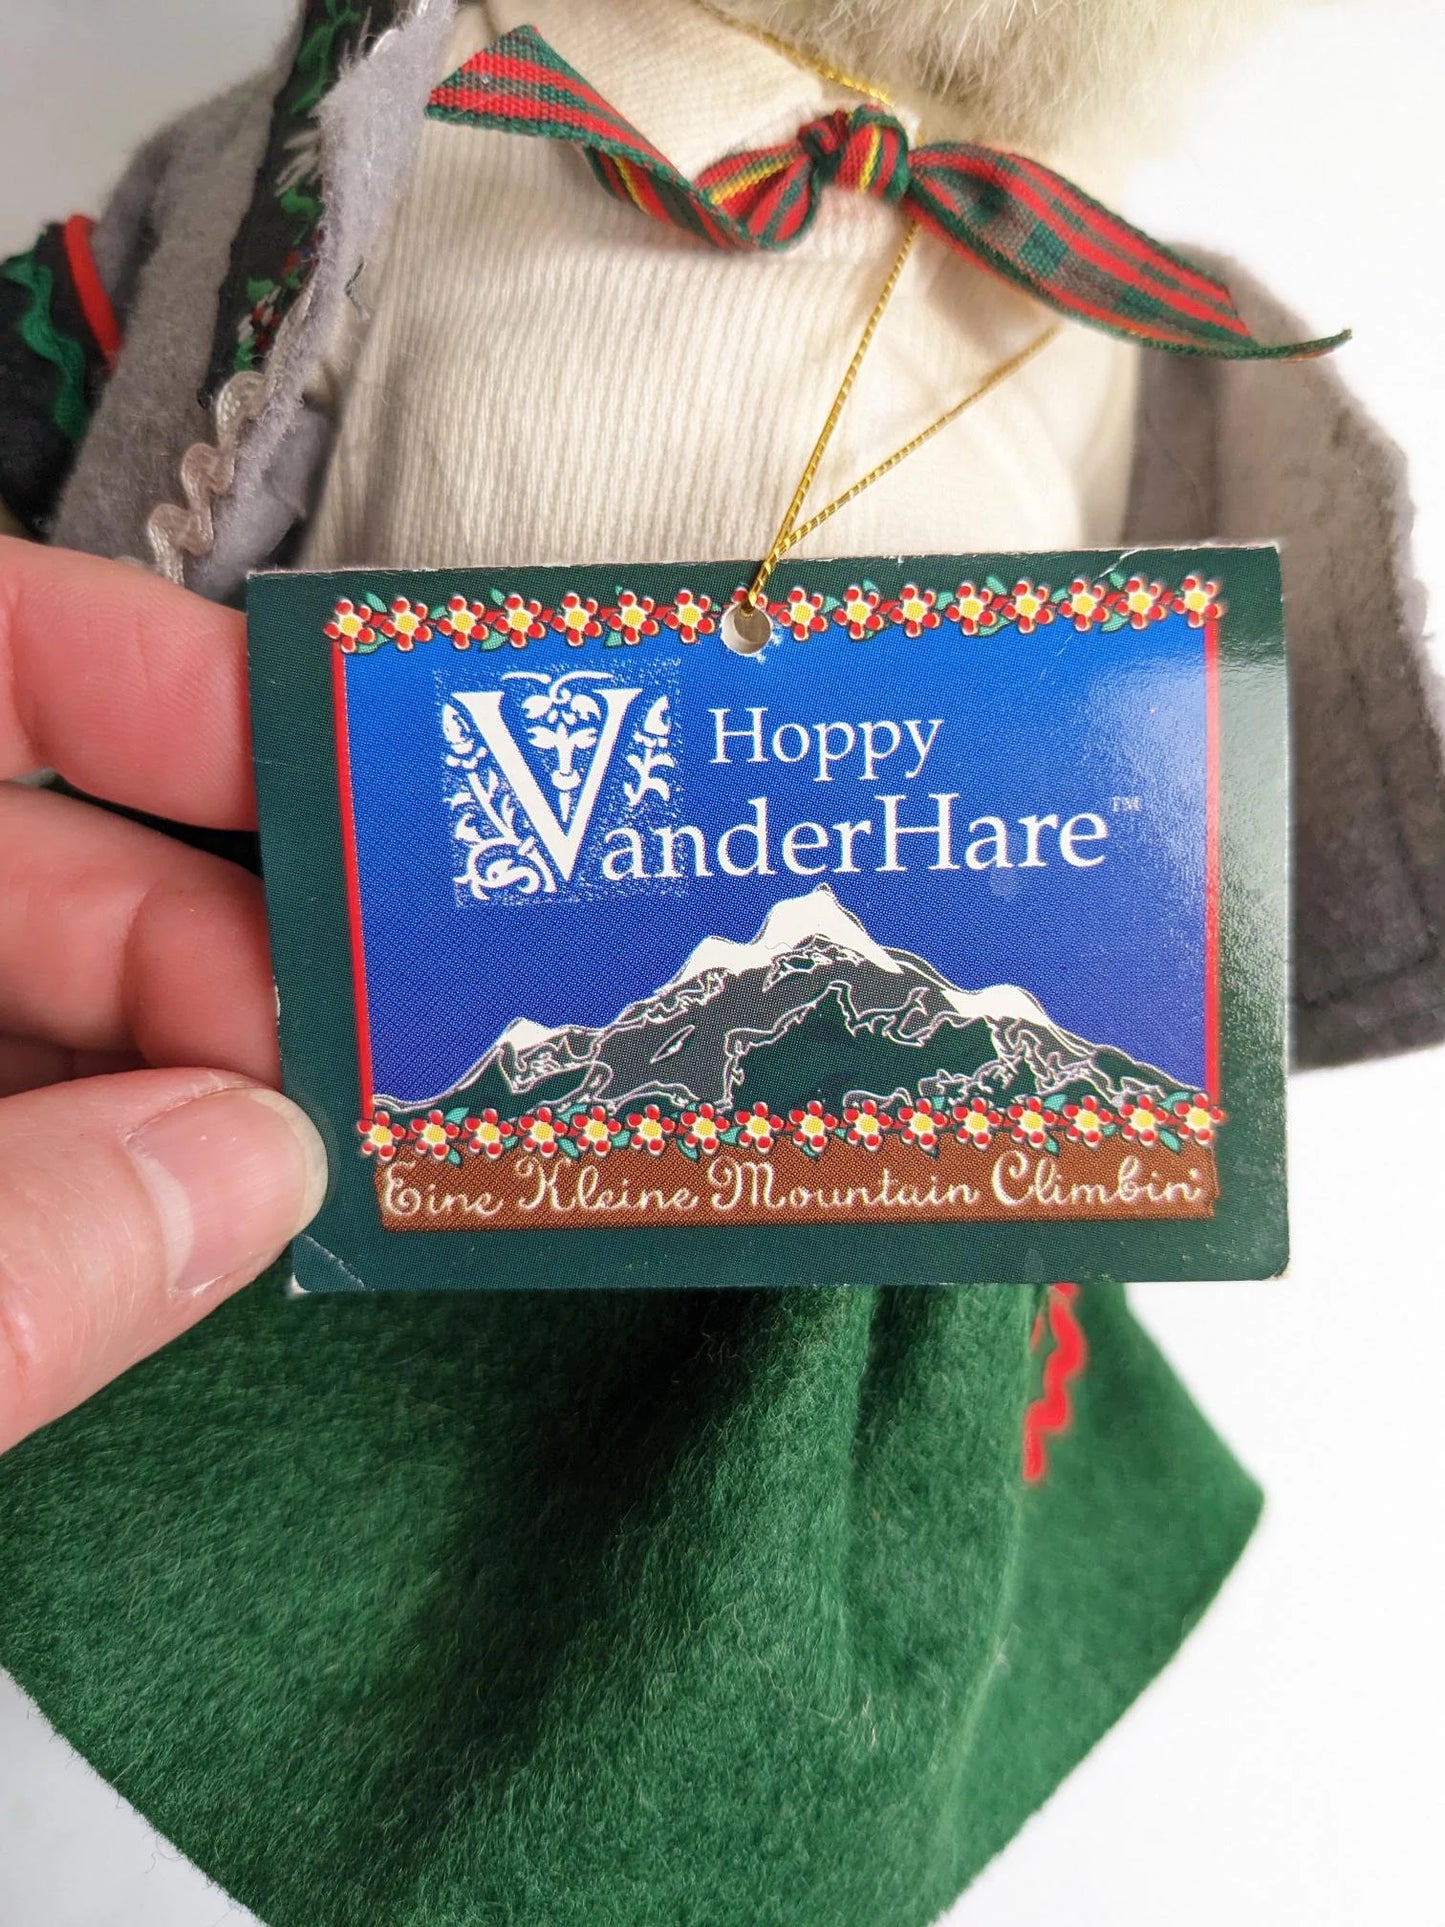 Hoppy
VanderHare™
Eine Kleine Mountain Climbin'